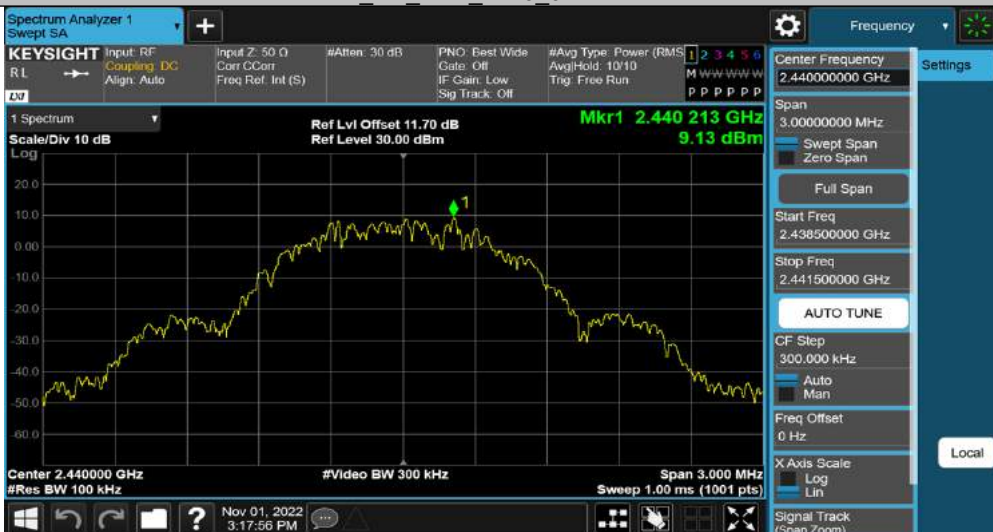 Spectrum Analyzer 1
Swept SA
+
Frequency
KEYSIGHT
RL
LXI
Input: RF
Coupling: DC
Align: Auto
Input Z: 50 Ω
Corr CCorr
Freq Ref: Int (S)
#Atten: 30 dB
PNO: Best Wide
Gate: Off
IF Gain: Low
Sig Track: Off
#Avg Type: Power (RMS
Avg|Hold: 10/10
Trig: Free Run
1 2 3 4 5 6
M W W W W W
P P P P P P
1 Spectrum
Scale/Div 10 dB
Log
Ref Lvl Offset 11.70 dB
Ref Level 30.00 dBm
Mkr1 2.440 213 GHz
9.13 dBm
1
20.0
10.0
0.00
-10.0
-20.0
-30.0
-40.0
-50.0
-60.0
Center 2.440000 GHz
#Res BW 100 kHz
#Video BW 300 kHz
Span 3.000 MHz
Sweep 1.00 ms (1001 pts)
?
Nov 01, 2022
3:17:56 PM
Center Frequency
2.440000000 GHz
Span
3.00000000 MHz
Swept Span
Zero Span
Full Span
Start Freq
2.438500000 GHz
Stop Freq
2.441500000 GHz
AUTO TUNE
CF Step
300.000 kHz
Auto
Man
Freq Offset
0 Hz
X Axis Scale
Log
Lin
Signal Track
(Span Zoom)
Settings
Local